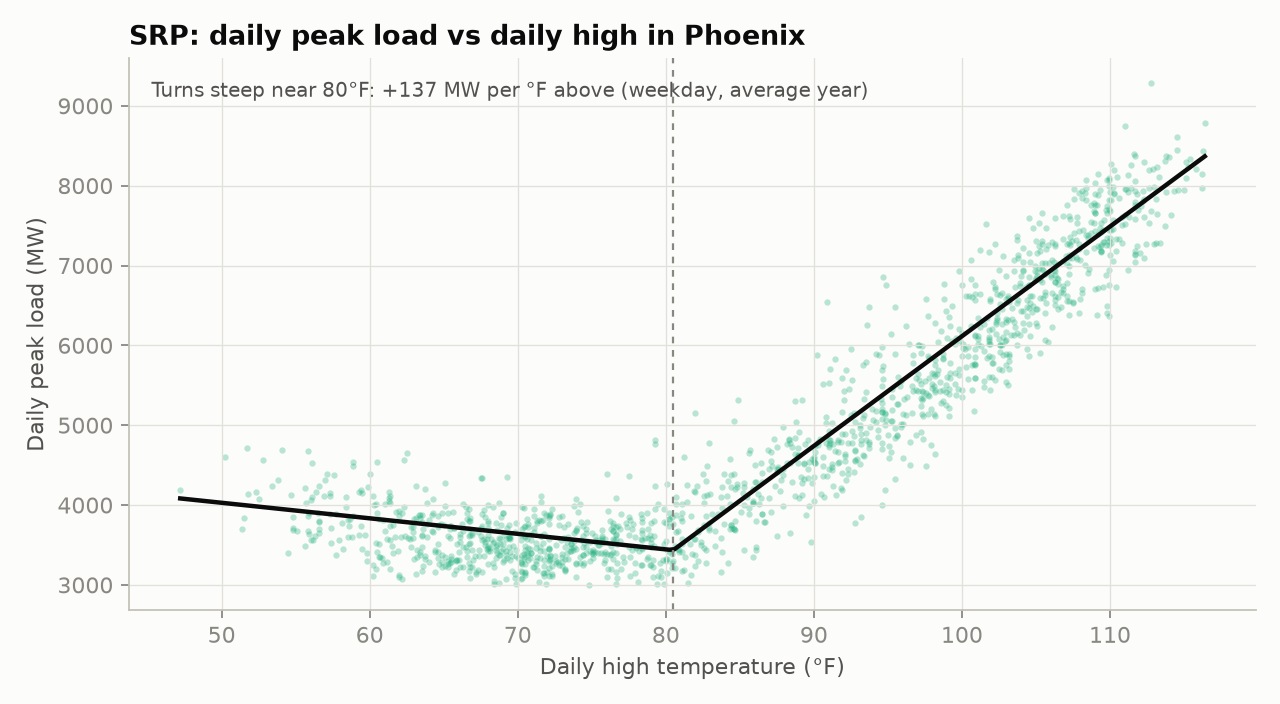 SRP: daily peak load vs daily high in Phoenix
Turns steep near 80°F: +137 MW per °F above (weekday, average year)
Daily peak load (MW)
9000
8000
7000
6000
5000
4000
3000
50 60 70 80 90 100 110
Daily high temperature (°F)